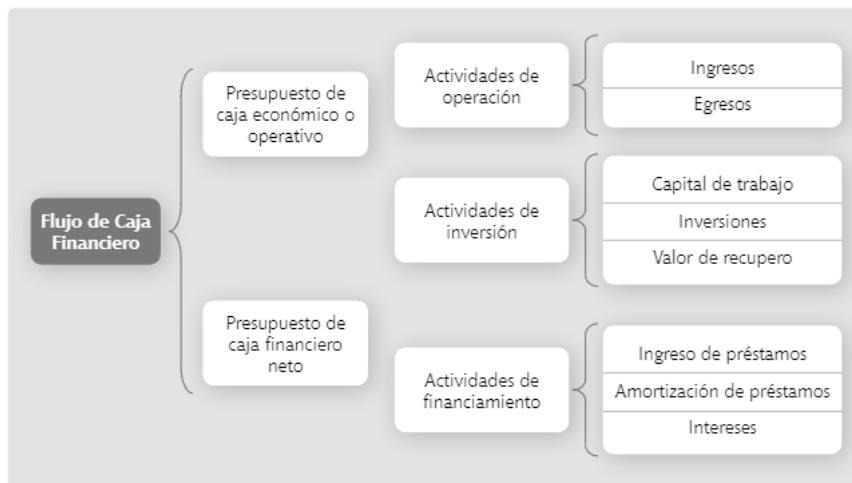 Flujo de Caja
Financiero
Presupuesto de
caja económico o
operativo
Presupuesto de
caja financiero
neto
Actividades de
operación
Actividades de
inversión
Actividades de
financiamiento
Ingresos
Egresos
Capital de trabajo
Inversiones
Valor de recupero
Ingreso de préstamos
Amortización de préstamos
Intereses